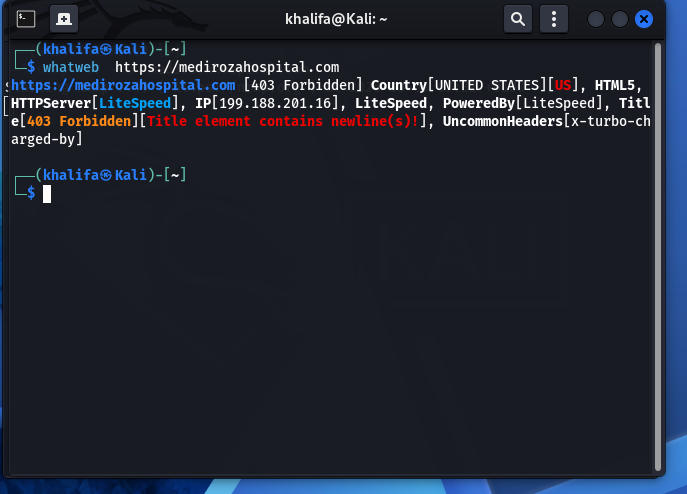 khalifa@Kali: ~
┌──(khalifa㉿Kali)-[~]
└─$ whatweb  https://medirozahospital.com
https://medirozahospital.com [403 Forbidden] Country[UNITED STATES][US], HTML5,
HTTPServer[LiteSpeed], IP[199.188.201.16], LiteSpeed, PoweredBy[LiteSpeed], Titl
e[403 Forbidden][Title element contains newline(s)!], UncommonHeaders[x-turbo-ch
arged-by]
┌──(khalifa㉿Kali)-[~]
└─$